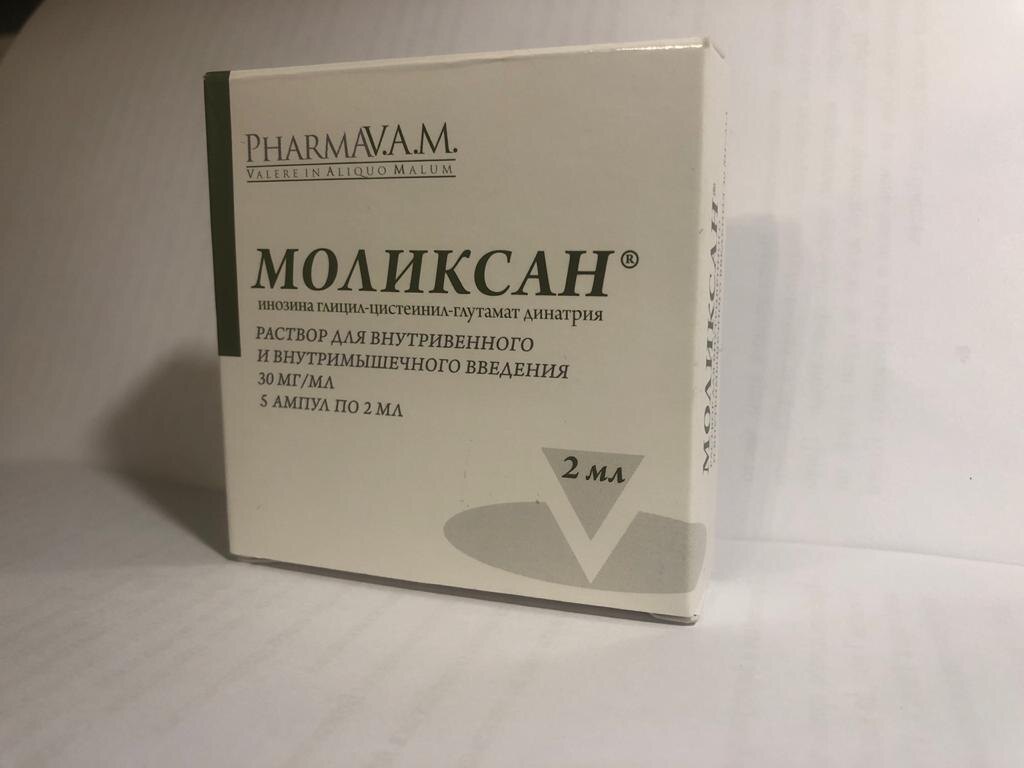 PHARMAV.A.M.
VALERE IN ALIQUO MALUM
МОЛИКСАН®
инозина глицил-цистеинил-глутамат динатрия
РАСТВОР ДЛЯ ВНУТРИВЕННОГО
И ВНУТРИМЫШЕЧНОГО ВВЕДЕНИЯ
30 МГ/МЛ
5 АМПУЛ ПО 2 МЛ
2 мл
МОЛИКСАН®